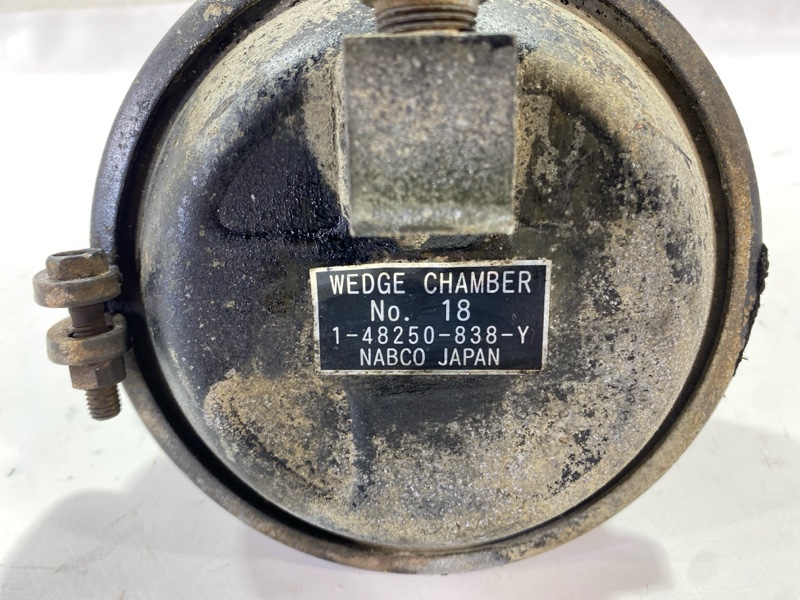 WEDGE CHAMBER
No. 18
1-48250-838-Y
NABCO JAPAN